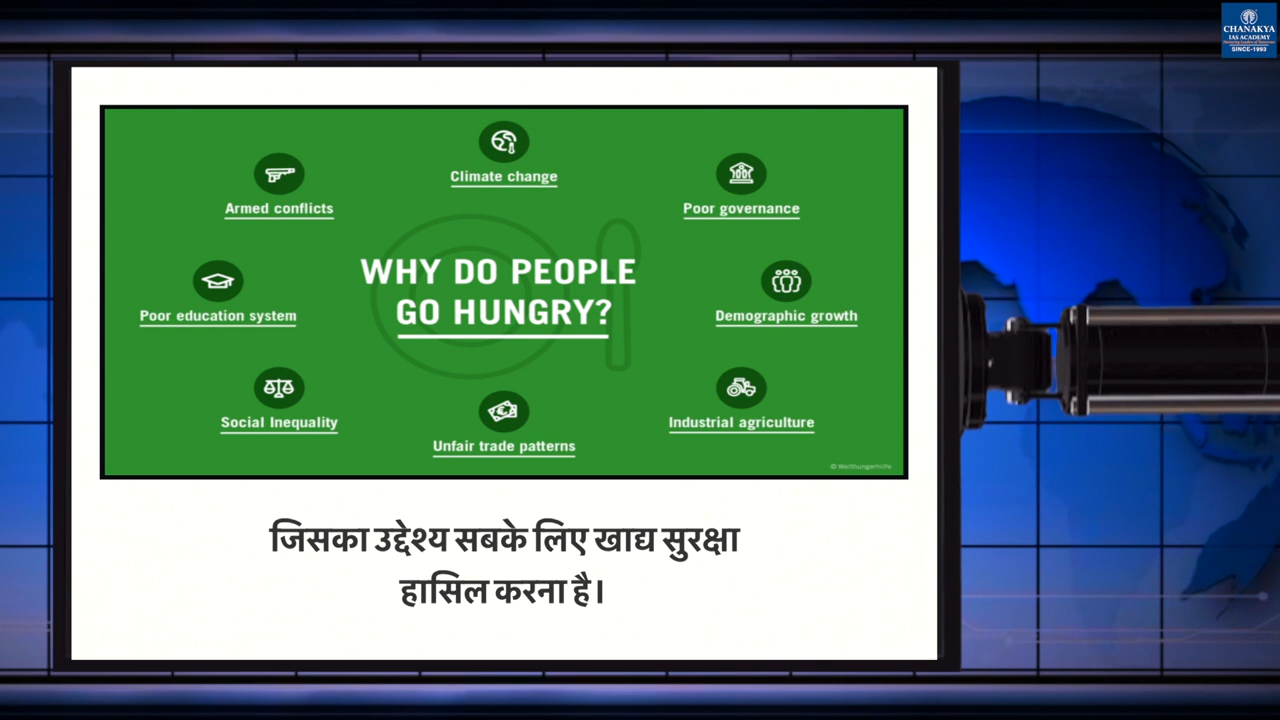 CHANAKYA
IAS ACADEMY
SINCE-1993
Climate change
Armed conflicts
Poor governance
WHY DO PEOPLE
GO HUNGRY?
Poor education system
Demographic growth
Social Inequality
Industrial agriculture
Unfair trade patterns
© Welthungerhilfe
जिसका उद्देश्य सबके लिए खाद्य सुरक्षा
हासिल करना है।